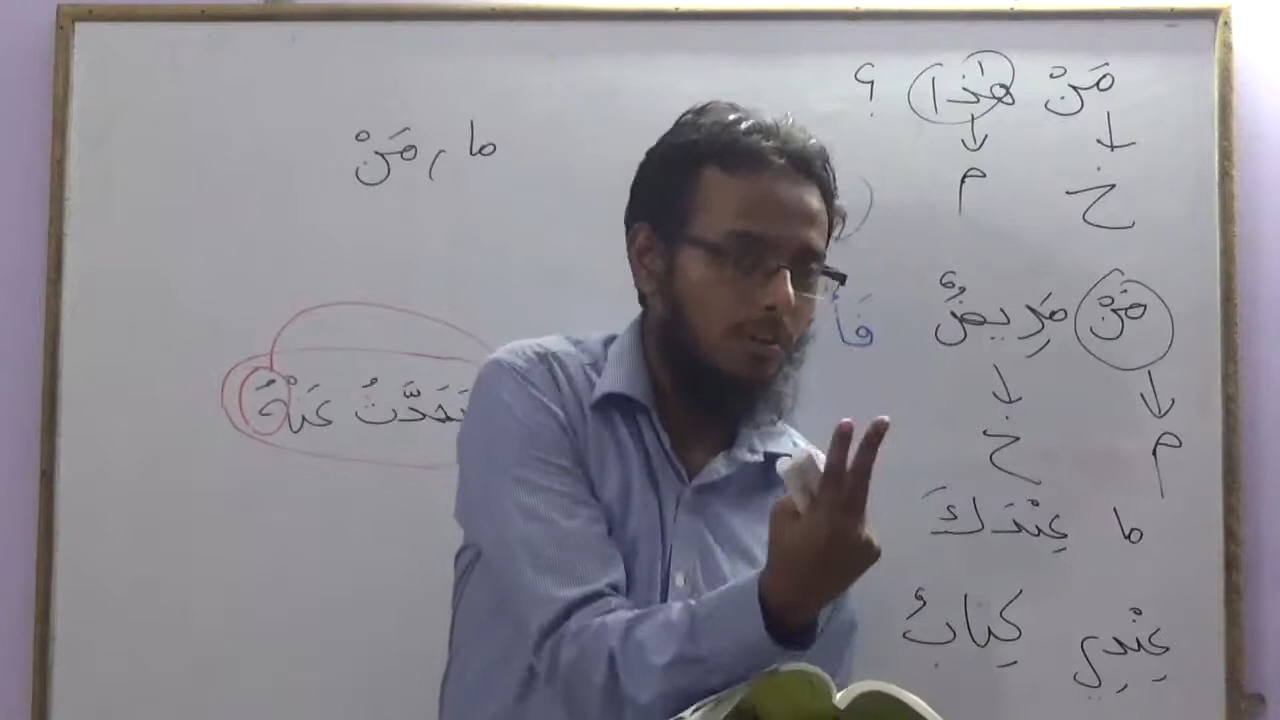 مَنْ هٰذا ؟
خ م
ما ، مَنْ
مَنْ مَرِيضٌ
م خ
عَنْهُ
ما عِنْدَكَ
عِنْدِي كِتابٌ